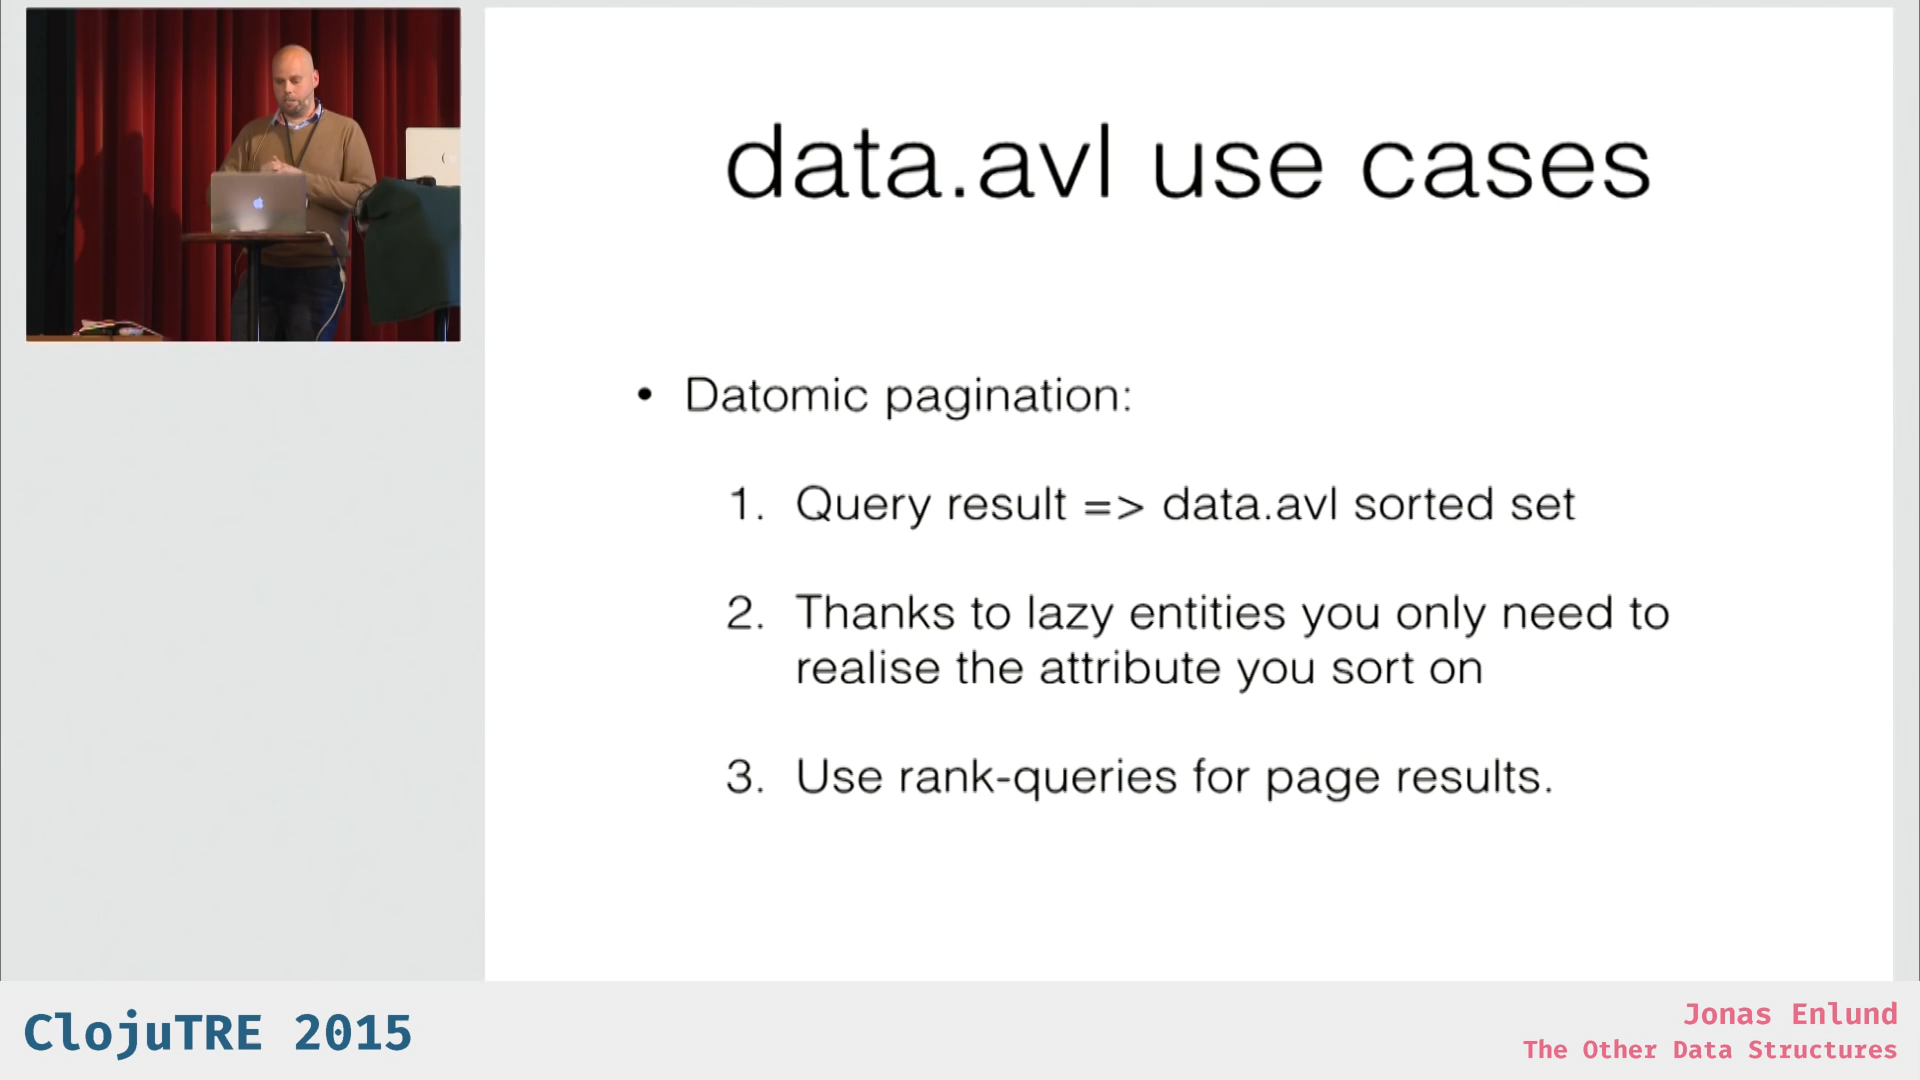 data.avl use cases
• Datomic pagination:
1. Query result => data.avl sorted set
2. Thanks to lazy entities you only need to
realise the attribute you sort on
3. Use rank-queries for page results.
ClojuTRE 2015
Jonas Enlund
The Other Data Structures